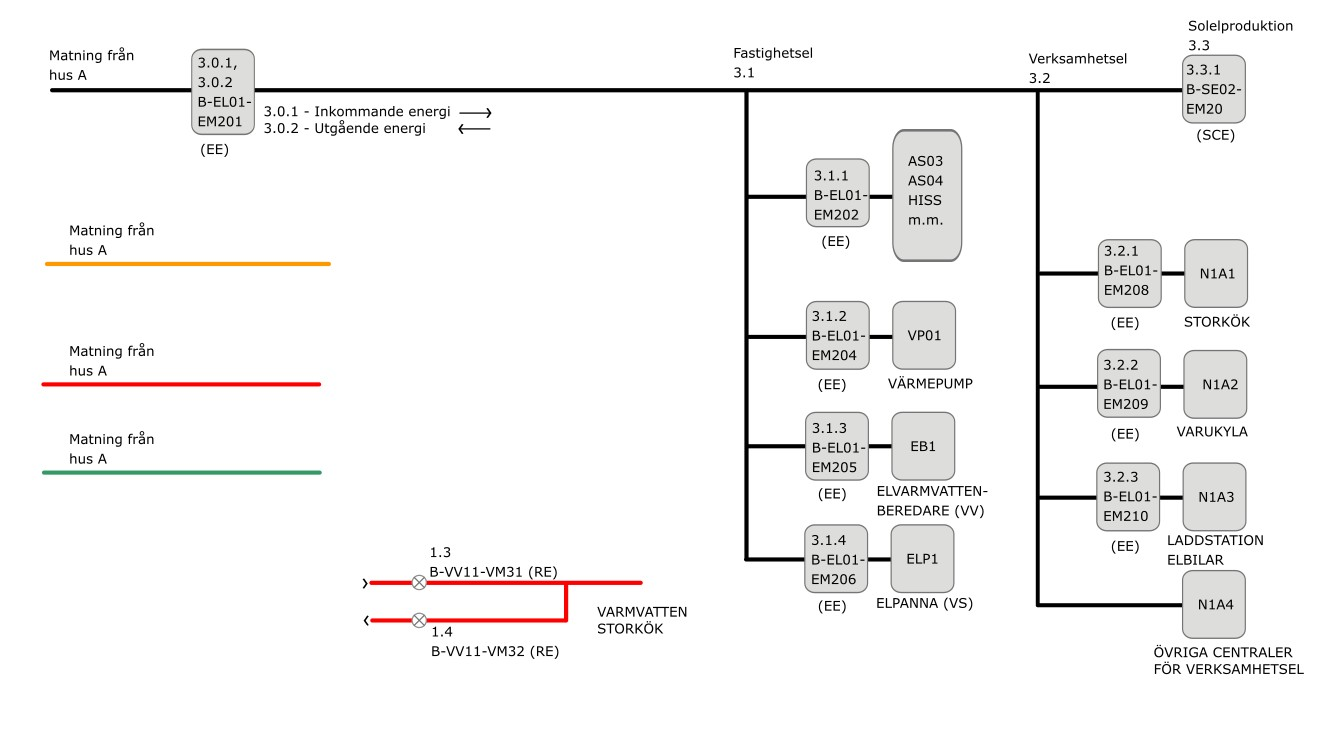 Matning från
hus A
3.0.1,
3.0.2
B-EL01-
EM201
(EE)
3.0.1 - Inkommande energi
3.0.2 - Utgående energi
Fastighetsel
3.1
Verksamhetsel
3.2
Solelproduktion
3.3
3.3.1
B-SE02-
EM20
(SCE)
3.1.1
B-EL01-
EM202
(EE)
AS03
AS04
HISS
m.m.
Matning från
hus A
3.2.1
B-EL01-
EM208
(EE)
N1A1
STORKÖK
3.1.2
B-EL01-
EM204
(EE)
VP01
VÄRMEPUMP
Matning från
hus A
3.2.2
B-EL01-
EM209
(EE)
N1A2
VARUKYLA
3.1.3
B-EL01-
EM205
(EE)
EB1
ELVARMVATTEN-
BEREDARE (VV)
Matning från
hus A
3.2.3
B-EL01-
EM210
(EE)
N1A3
LADDSTATION
ELBILAR
3.1.4
B-EL01-
EM206
(EE)
ELP1
ELPANNA (VS)
1.3
B-VV11-VM31 (RE)
1.4
B-VV11-VM32 (RE)
VARMVATTEN
STORKÖK
N1A4
ÖVRIGA CENTRALER
FÖR VERKSAMHETSEL